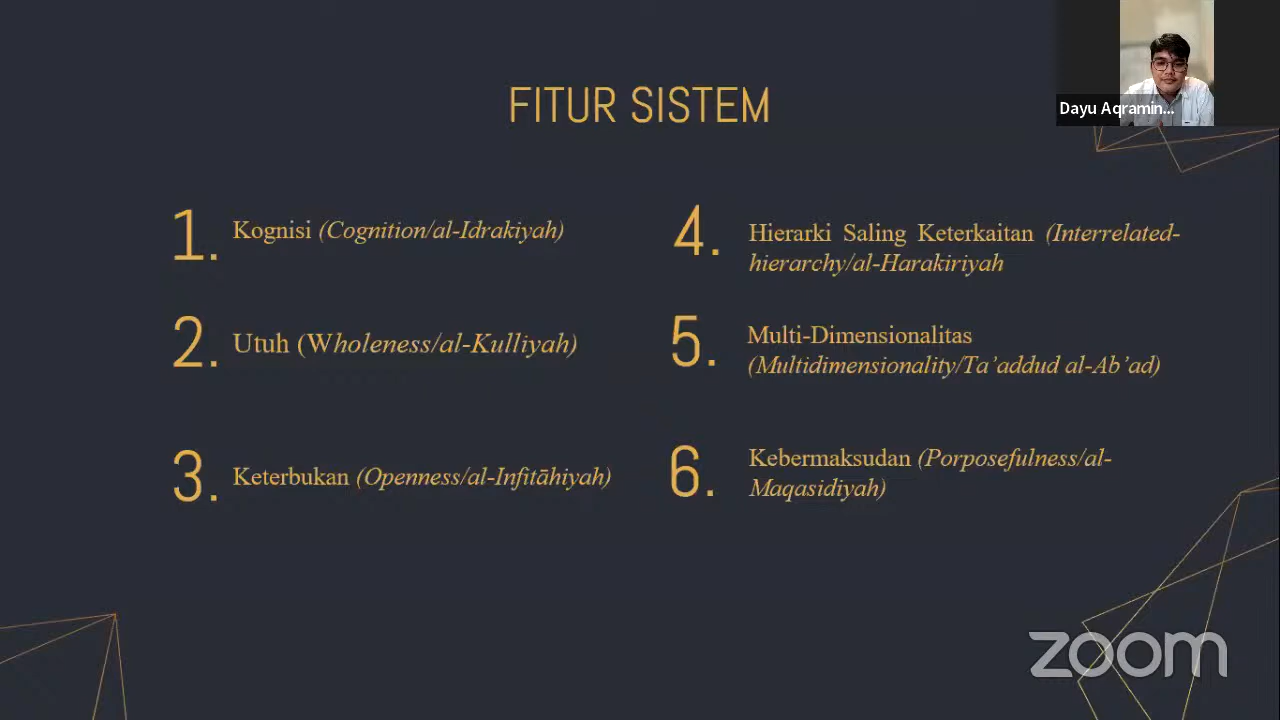 Dayu Aqramin...
FITUR SISTEM
1. Kognisi (Cognition/al-Idrakiyah)
2. Utuh (Wholeness/al-Kulliyah)
3. Keterbukan (Openness/al-Infitāhiyah)
4. Hierarki Saling Keterkaitan (Interrelated-
hierarchy/al-Harakiriyah
5. Multi-Dimensionalitas
(Multidimensionality/Ta’addud al-Ab’ad)
6. Kebermaksudan (Porposefulness/al-
Maqasidiyah)
zoom